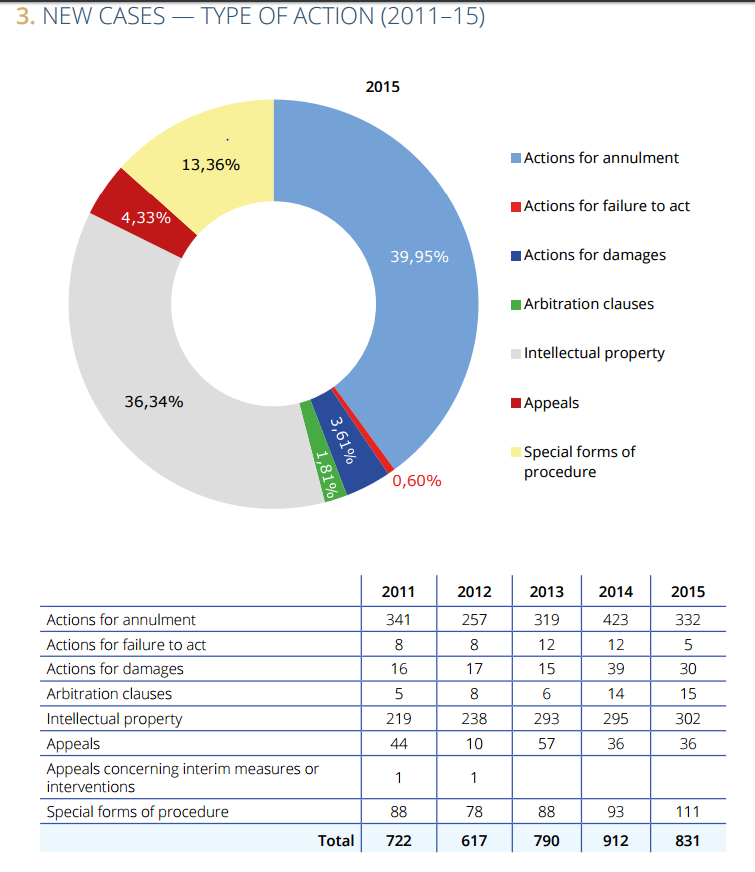 3. NEW CASES — TYPE OF ACTION (2011–15)
2015
13,36%
4,33%
39,95%
36,34%
3,61%
1,81%
0,60%
Actions for annulment
Actions for failure to act
Actions for damages
Arbitration clauses
Intellectual property
Appeals
Special forms of
procedure
2011 2012 2013 2014 2015
Actions for annulment 341 257 319 423 332
Actions for failure to act 8 8 12 12 5
Actions for damages 16 17 15 39 30
Arbitration clauses 5 8 6 14 15
Intellectual property 219 238 293 295 302
Appeals 44 10 57 36 36
Appeals concerning interim measures or
interventions 1 1
Special forms of procedure 88 78 88 93 111
Total 722 617 790 912 831